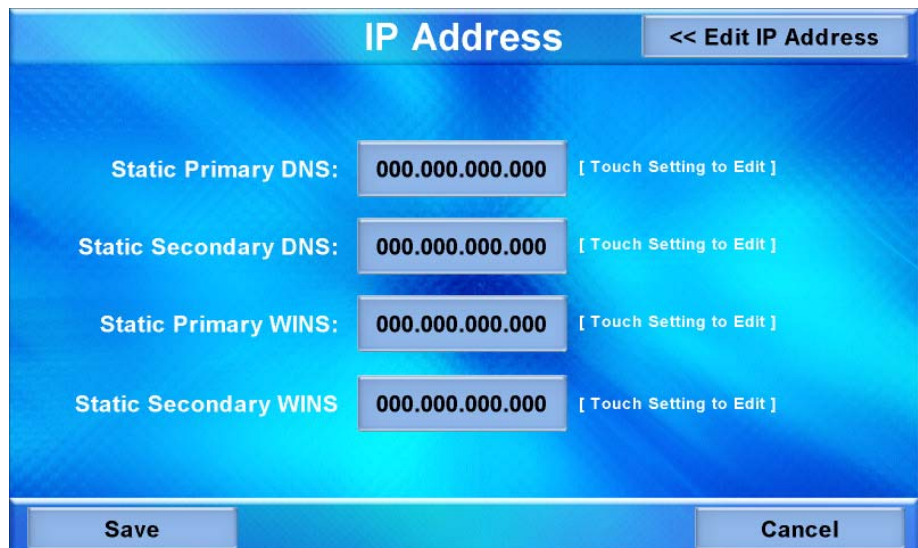 IP Address
<< Edit IP Address
Static Primary DNS: 000.000.000.000 [ Touch Setting to Edit ]
Static Secondary DNS: 000.000.000.000 [ Touch Setting to Edit ]
Static Primary WINS: 000.000.000.000 [ Touch Setting to Edit ]
Static Secondary WINS 000.000.000.000 [ Touch Setting to Edit ]
Save
Cancel